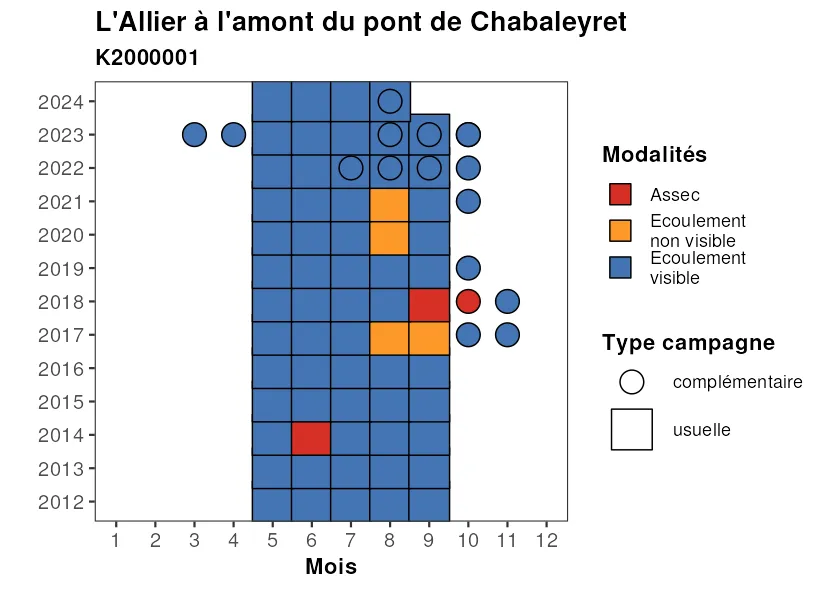 L'Allier à l'amont du pont de Chabaleyret
K2000001
2024
2023
2022
2021
2020
2019
2018
2017
2016
2015
2014
2013
2012
1 2 3 4 5 6 7 8 9 10 11 12
Mois
Modalités
Assec
Ecoulement
non visible
Ecoulement
visible
Type campagne
complémentaire
usuelle